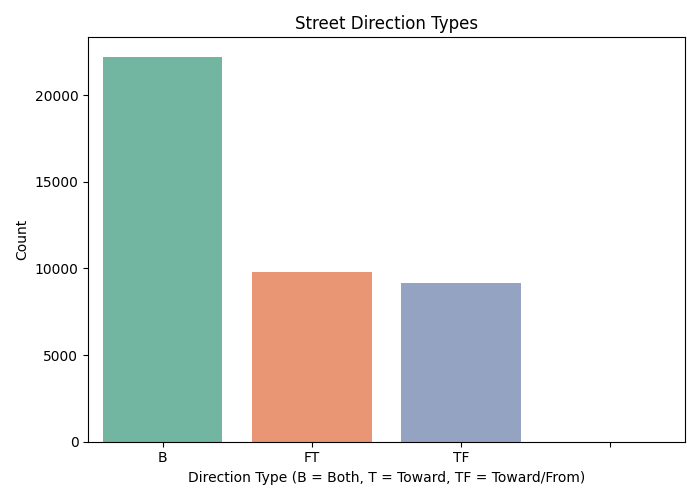 Street Direction Types
20000
15000
10000
5000
0
Count
B
FT
TF
Direction Type (B = Both, T = Toward, TF = Toward/From)